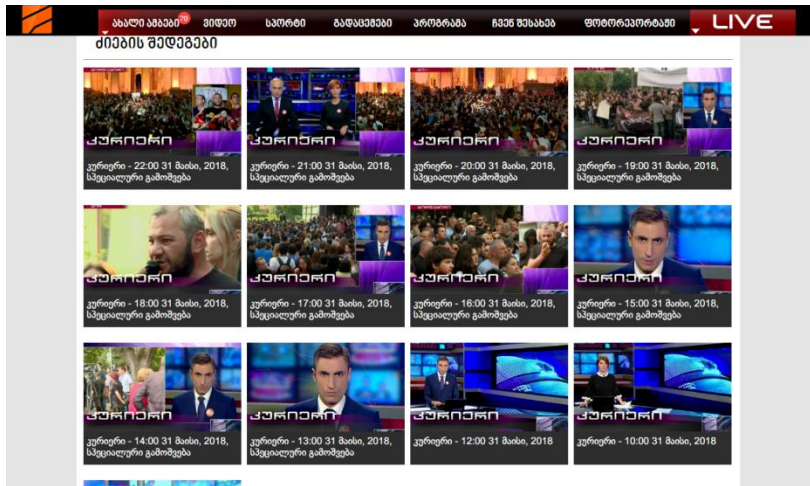 ახალი ამბები 79 ვიდეო სპორტი გადაცემები პროგრამა ჩვენ შესახებ ფოტორეპორტაჟი LIVE
ძიების შედეგები
კურიერი კურიერი კურიერი კურიერი
კურიერი - 22:00 31 მაისი, 2018,
სპეციალური გამოშვება
კურიერი - 21:00 31 მაისი, 2018,
სპეციალური გამოშვება
კურიერი - 20:00 31 მაისი, 2018,
სპეციალური გამოშვება
კურიერი - 19:00 31 მაისი, 2018,
სპეციალური გამოშვება
კურიერი კურიერი კურიერი კურიერი
კურიერი - 18:00 31 მაისი, 2018,
სპეციალური გამოშვება
კურიერი - 17:00 31 მაისი, 2018,
სპეციალური გამოშვება
კურიერი - 16:00 31 მაისი, 2018,
სპეციალური გამოშვება
კურიერი - 15:00 31 მაისი, 2018,
სპეციალური გამოშვება
კურიერი კურიერი კურიერი კურიერი
კურიერი - 14:00 31 მაისი, 2018,
სპეციალური გამოშვება
კურიერი - 13:00 31 მაისი, 2018,
სპეციალური გამოშვება
კურიერი - 12:00 31 მაისი, 2018
კურიერი - 10:00 31 მაისი, 2018